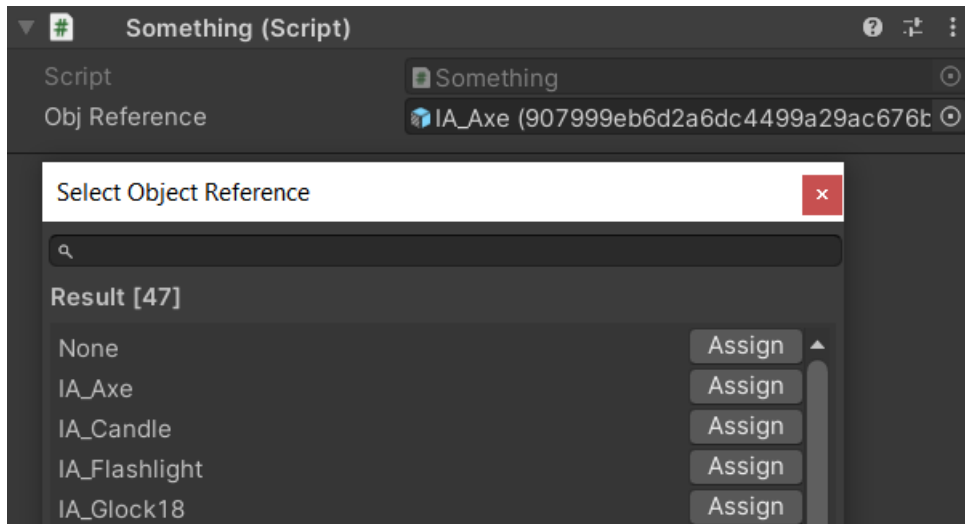 Something (Script)
Script Something
Obj Reference IA_Axe (907999eb6d2a6dc4499a29ac676b
Select Object Reference
Result [47]
None Assign
IA_Axe Assign
IA_Candle Assign
IA_Flashlight Assign
IA_Glock18 Assign